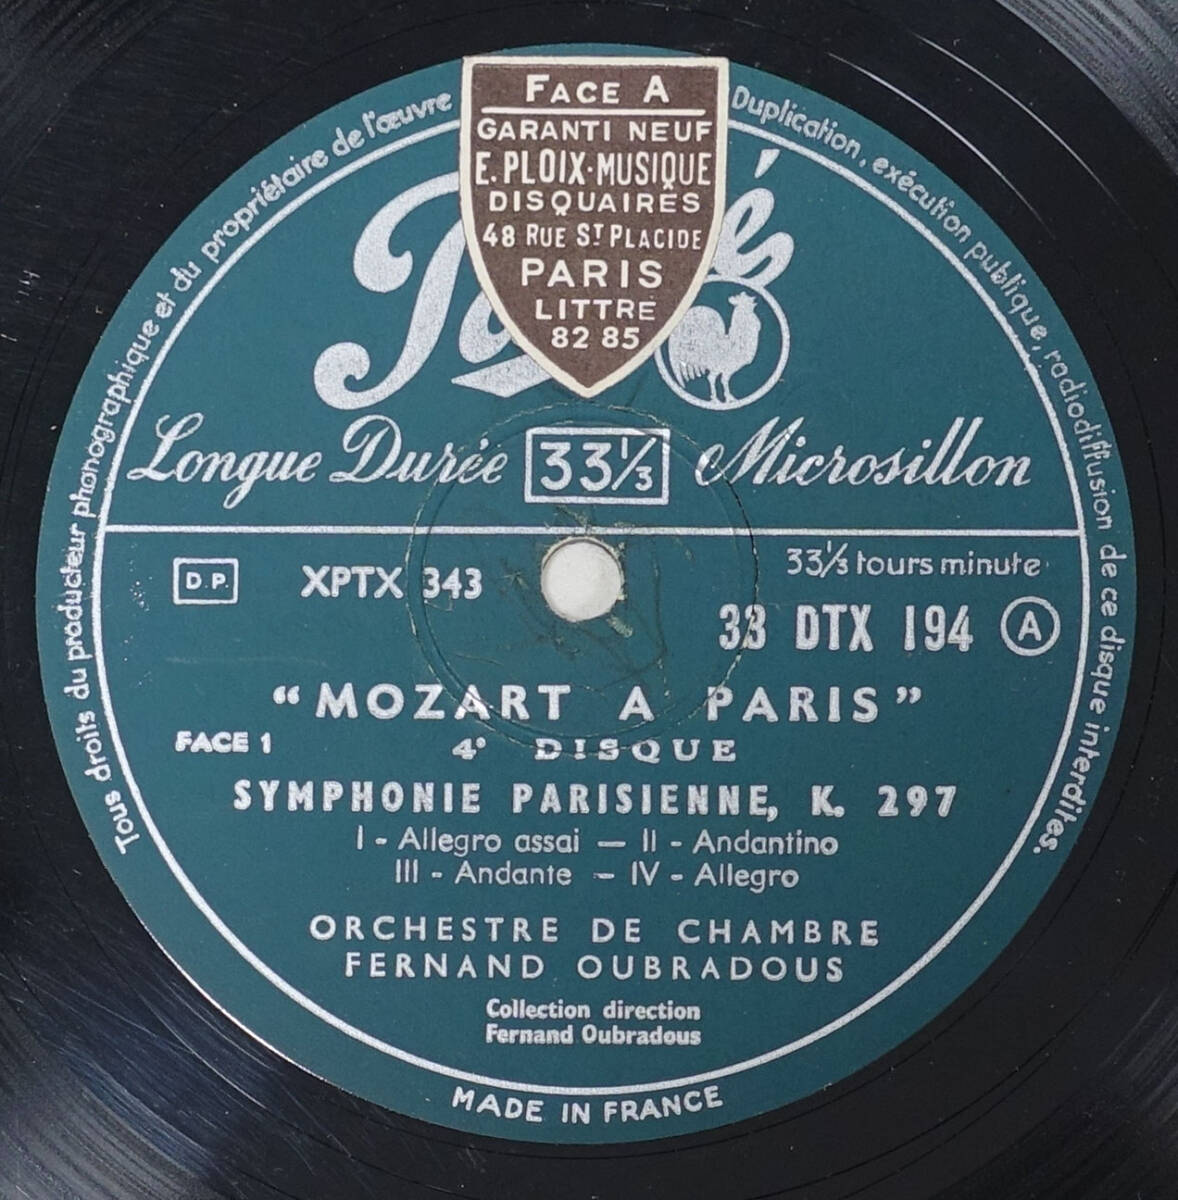 FACE A
GARANTI NEUF
E. PLOIX-MUSIQUE
DISQUAIRES
48 RUE ST PLACIDE
PARIS
LITTRÉ
82 85
Longue Durée 33⅓ Microsillon
D.P.
XPTX 343
33⅓ tours minute
33 DTX 194 A
“MOZART A PARIS”
FACE 1
4e DISQUE
SYMPHONIE PARISIENNE, K. 297
I - Allegro assai — II - Andantino
III - Andante — IV - Allegro
ORCHESTRE DE CHAMBRE
FERNAND OUBRADOUS
Collection direction
Fernand Oubradous
MADE IN FRANCE
Tous droits du producteur phonographique et du propriétaire de l'œuvre
Duplication, exécution publique, radiodiffusion de ce disque interdites.